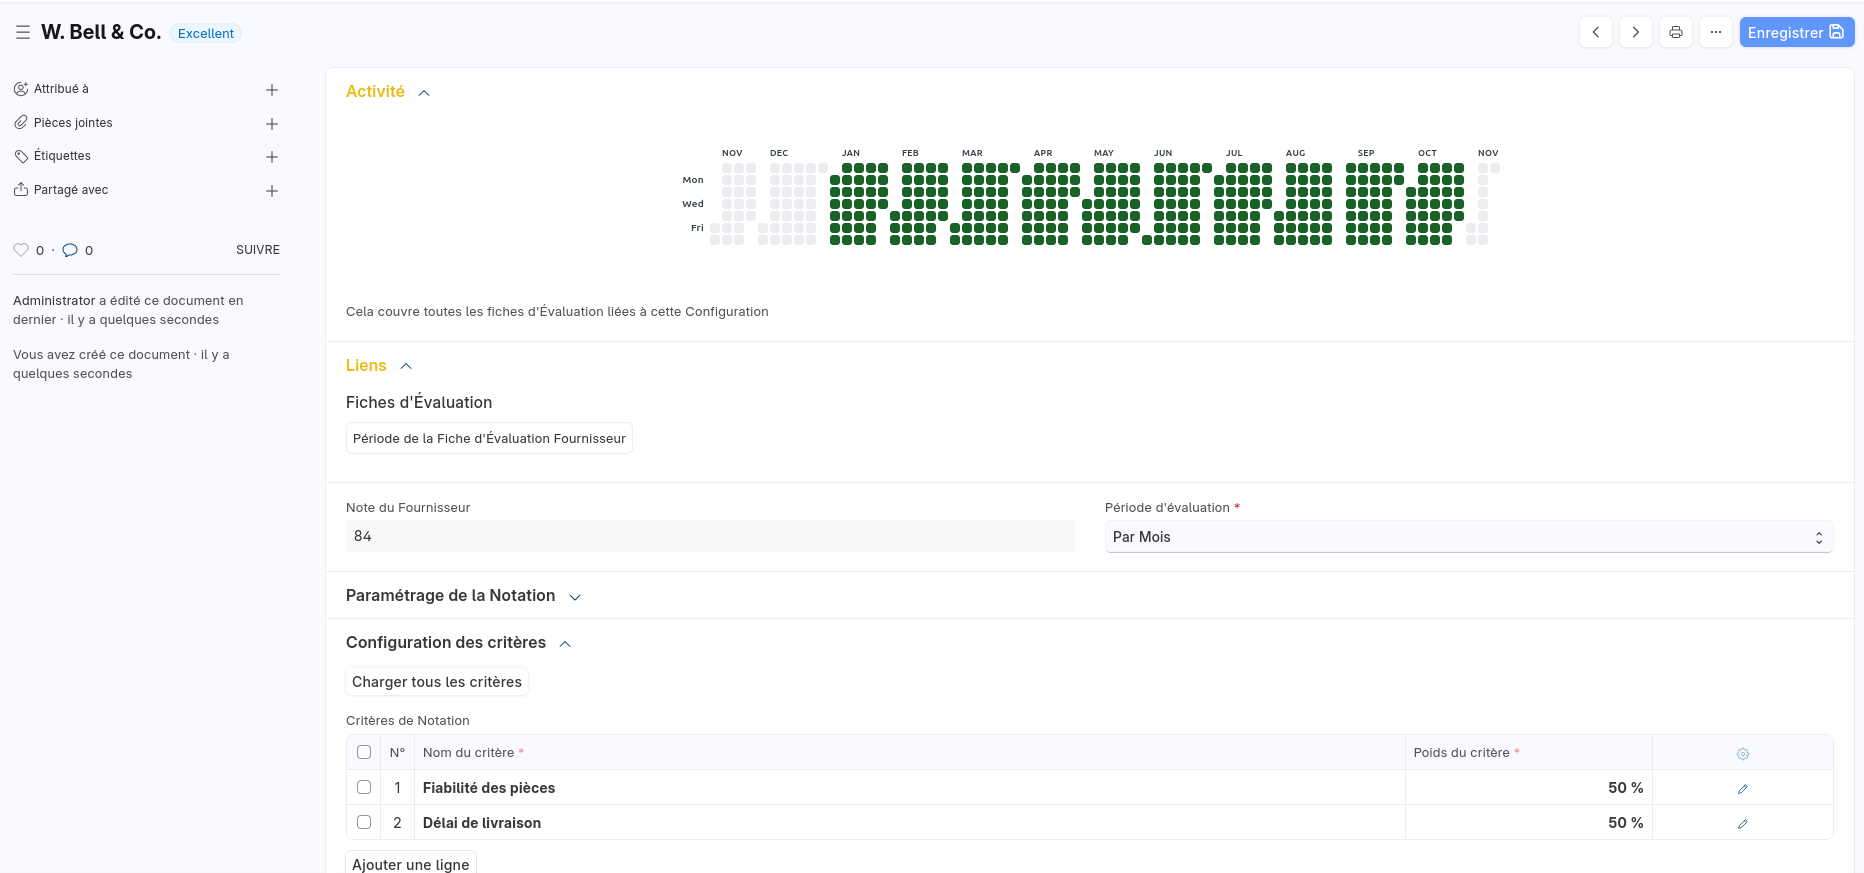 W. Bell & Co. Excellent
Enregistrer
Attribué à
Pièces jointes
Étiquettes
Partagé avec
0 · 0 SUIVRE
Administrator a édité ce document en
dernier · il y a quelques secondes
Vous avez créé ce document · il y a
quelques secondes
Activité
NOV DEC JAN FEB MAR APR MAY JUN JUL AUG SEP OCT NOV
Mon
Wed
Fri
Cela couvre toutes les fiches d'Évaluation liées à cette Configuration
Liens
Fiches d'Évaluation
Période de la Fiche d'Évaluation Fournisseur
Note du Fournisseur
84
Période d'évaluation *
Par Mois
Paramétrage de la Notation
Configuration des critères
Charger tous les critères
Critères de Notation
N° Nom du critère * Poids du critère *
1 Fiabilité des pièces 50 %
2 Délai de livraison 50 %
Ajouter une ligne